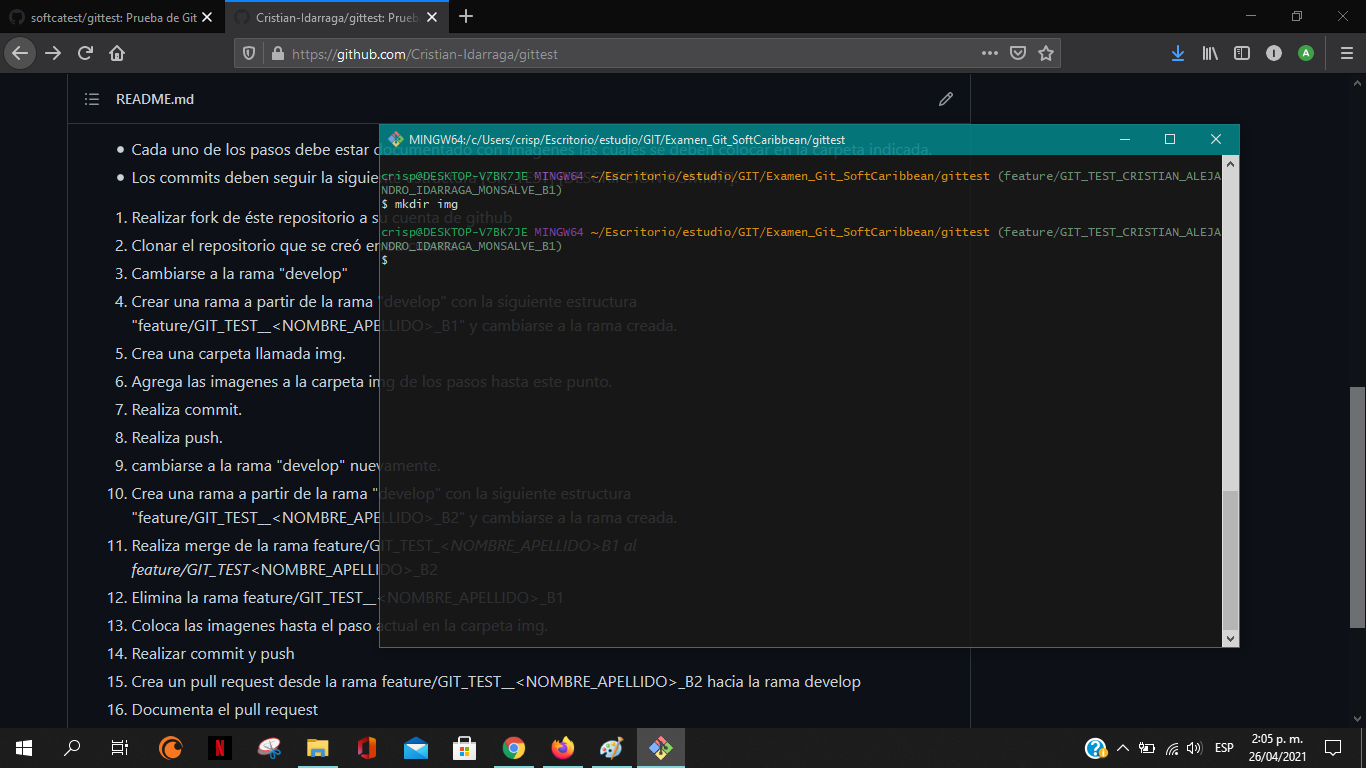 softcatest/gittest: Prueba de Git
Cristian-Idarraga/gittest: Prueb
https://github.com/Cristian-Idarraga/gittest
README.md
MINGW64:/c/Users/crisp/Escritorio/estudio/GIT/Examen_Git_SoftCaribbean/gittest
crisp@DESKTOP-V7BK7JE MINGW64 ~/Escritorio/estudio/GIT/Examen_Git_SoftCaribbean/gittest (feature/GIT_TEST_CRISTIAN_ALEJA
NDRO_IDARRAGA_MONSALVE_B1)
$ mkdir img
crisp@DESKTOP-V7BK7JE MINGW64 ~/Escritorio/estudio/GIT/Examen_Git_SoftCaribbean/gittest (feature/GIT_TEST_CRISTIAN_ALEJA
NDRO_IDARRAGA_MONSALVE_B1)
$
Cada uno de los pasos debe estar documentado con imagenes las cuales se deben colocar en la carpeta indicada.
Los commits deben seguir la siguie
1. Realizar fork de éste repositorio a su cuenta de github
2. Clonar el repositorio que se creó en
3. Cambiarse a la rama "develop"
4. Crear una rama a partir de la rama "develop" con la siguiente estructura
"feature/GIT_TEST__<NOMBRE_APELLIDO>_B1" y cambiarse a la rama creada.
5. Crea una carpeta llamada img.
6. Agrega las imagenes a la carpeta img de los pasos hasta este punto.
7. Realiza commit.
8. Realiza push.
9. cambiarse a la rama "develop" nuevamente.
10. Crea una rama a partir de la rama "develop" con la siguiente estructura
"feature/GIT_TEST__<NOMBRE_APELLIDO>_B2" y cambiarse a la rama creada.
11. Realiza merge de la rama feature/GIT_TEST_<NOMBRE_APELLIDO>B1 al
feature/GIT_TEST<NOMBRE_APELLIDO>_B2
12. Elimina la rama feature/GIT_TEST__<NOMBRE_APELLIDO>_B1
13. Coloca las imagenes hasta el paso actual en la carpeta img.
14. Realizar commit y push
15. Crea un pull request desde la rama feature/GIT_TEST__<NOMBRE_APELLIDO>_B2 hacia la rama develop
16. Documenta el pull request
ESP
2:05 p. m.
26/04/2021